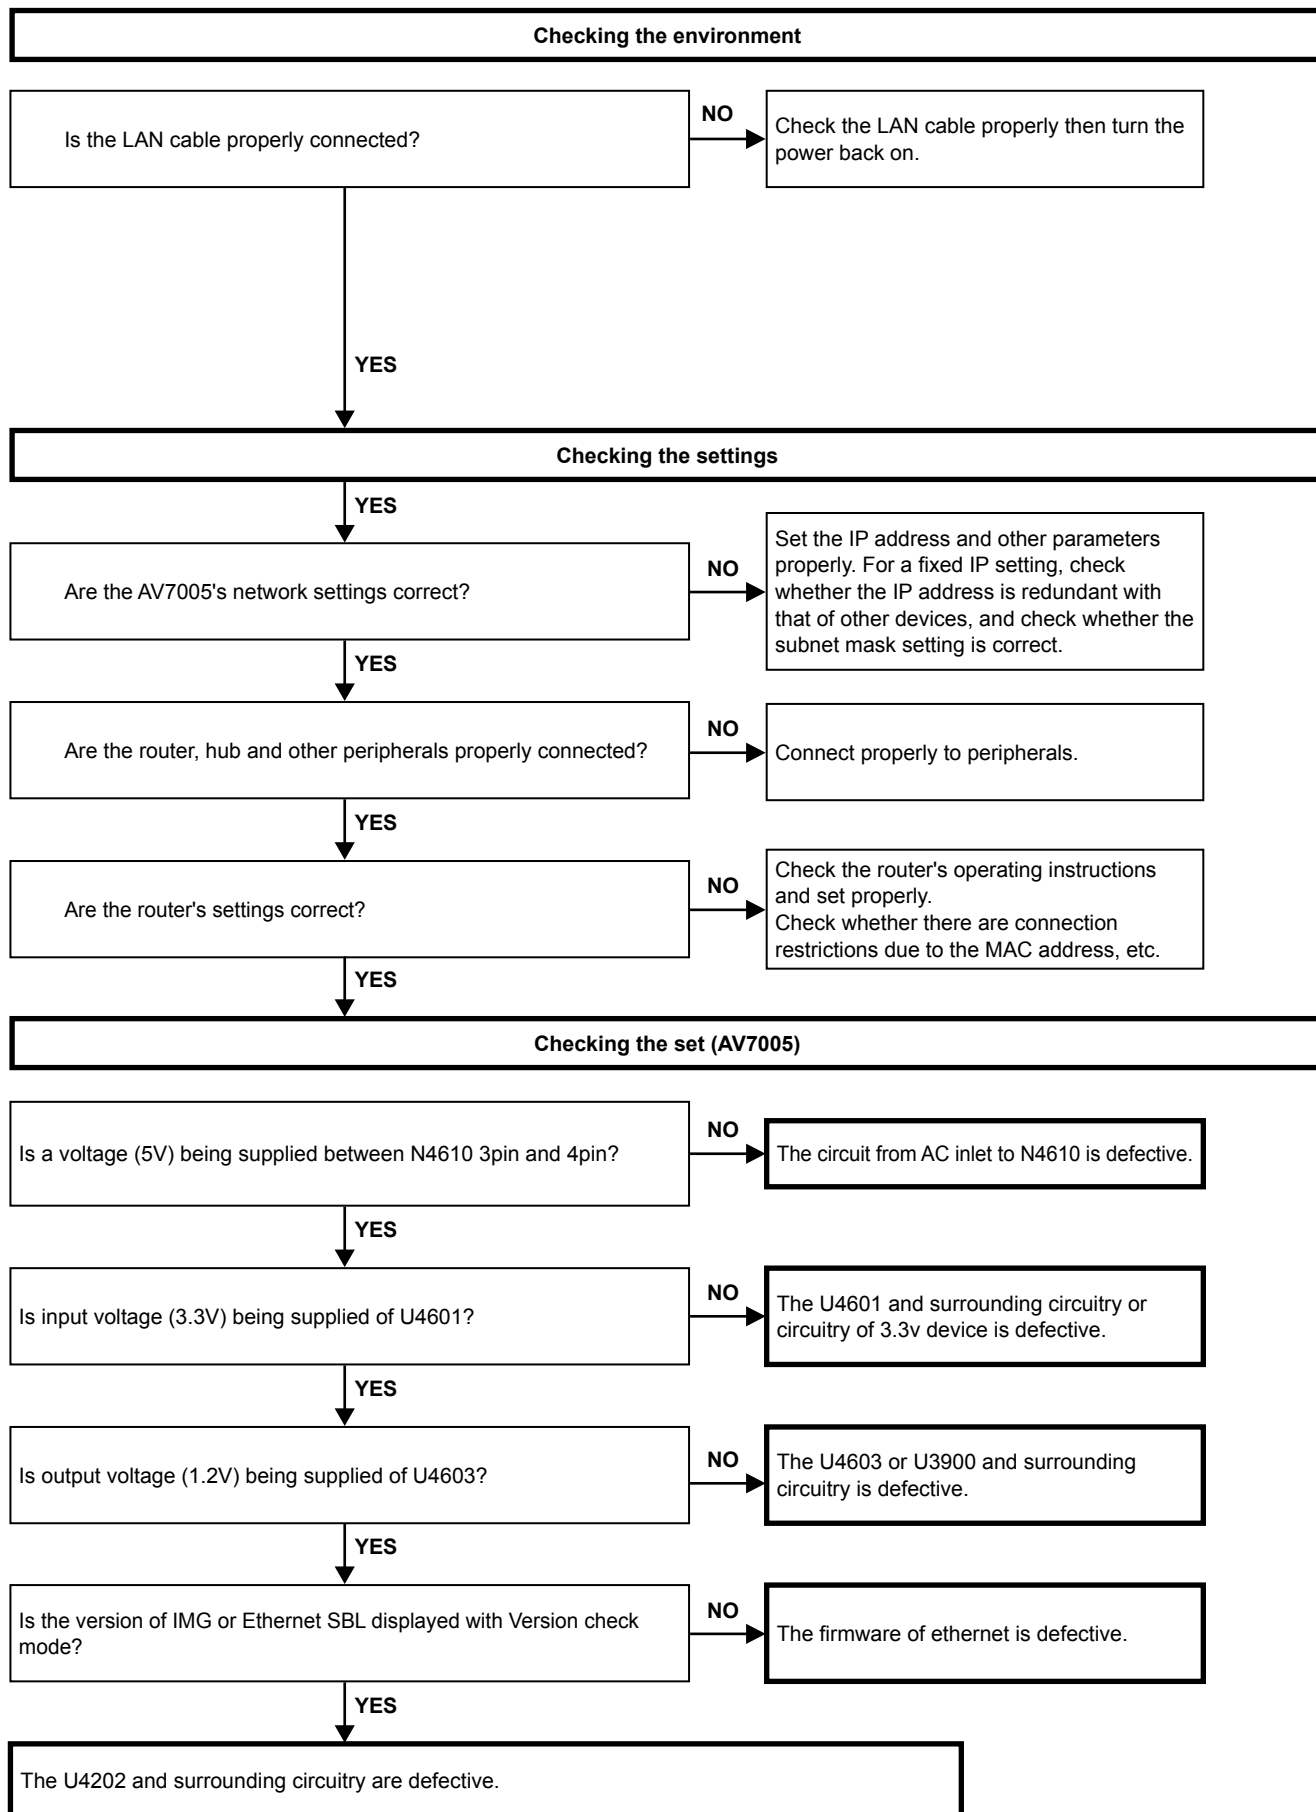 Checking the environment
Is the LAN cable properly connected?
NO
Check the LAN cable properly then turn the
power back on.
YES
Checking the settings
YES
Are the AV7005's network settings correct?
NO
Set the IP address and other parameters
properly. For a fixed IP setting, check
whether the IP address is redundant with
that of other devices, and check whether the
subnet mask setting is correct.
YES
Are the router, hub and other peripherals properly connected?
NO
Connect properly to peripherals.
YES
Are the router's settings correct?
NO
Check the router's operating instructions
and set properly.
Check whether there are connection
restrictions due to the MAC address, etc.
YES
Checking the set (AV7005)
Is a voltage (5V) being supplied between N4610 3pin and 4pin?
NO
The circuit from AC inlet to N4610 is defective.
YES
Is input voltage (3.3V) being supplied of U4601?
NO
The U4601 and surrounding circuitry or
circuitry of 3.3v device is defective.
YES
Is output voltage (1.2V) being supplied of U4603?
NO
The U4603 or U3900 and surrounding
circuitry is defective.
YES
Is the version of IMG or Ethernet SBL displayed with Version check
mode?
NO
The firmware of ethernet is defective.
YES
The U4202 and surrounding circuitry are defective.